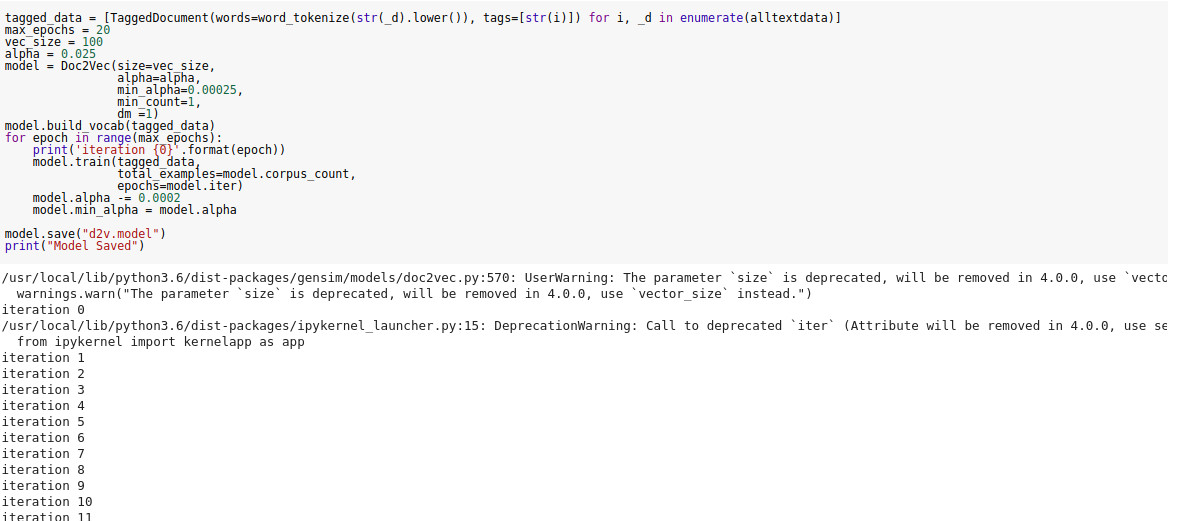 tagged_data = [TaggedDocument(words=word_tokenize(str(_d).lower()), tags=[str(i)]) for i, _d in enumerate(alltextdata)]
max_epochs = 20
vec_size = 100
alpha = 0.025
model = Doc2Vec(size=vec_size,
                alpha=alpha,
                min_alpha=0.00025,
                min_count=1,
                dm =1)
model.build_vocab(tagged_data)
for epoch in range(max_epochs):
    print('iteration {0}'.format(epoch))
    model.train(tagged_data,
                total_examples=model.corpus_count,
                epochs=model.iter)
    model.alpha -= 0.0002
    model.min_alpha = model.alpha
model.save("d2v.model")
print("Model Saved")
/usr/local/lib/python3.6/dist-packages/gensim/models/doc2vec.py:570: UserWarning: The parameter `size` is deprecated, will be removed in 4.0.0, use `vecto
  warnings.warn("The parameter `size` is deprecated, will be removed in 4.0.0, use `vector_size` instead.")
iteration 0
/usr/local/lib/python3.6/dist-packages/ipykernel_launcher.py:15: DeprecationWarning: Call to deprecated `iter` (Attribute will be removed in 4.0.0, use se
  from ipykernel import kernelapp as app
iteration 1
iteration 2
iteration 3
iteration 4
iteration 5
iteration 6
iteration 7
iteration 8
iteration 9
iteration 10
iteration 11